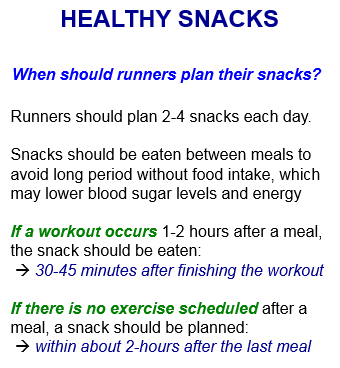 HEALTHY SNACKS
When should runners plan their snacks?
Runners should plan 2-4 snacks each day.
Snacks should be eaten between meals to
avoid long period without food intake, which
may lower blood sugar levels and energy
If a workout occurs 1-2 hours after a meal,
the snack should be eaten:
→ 30-45 minutes after finishing the workout
If there is no exercise scheduled after a
meal, a snack should be planned:
→ within about 2-hours after the last meal